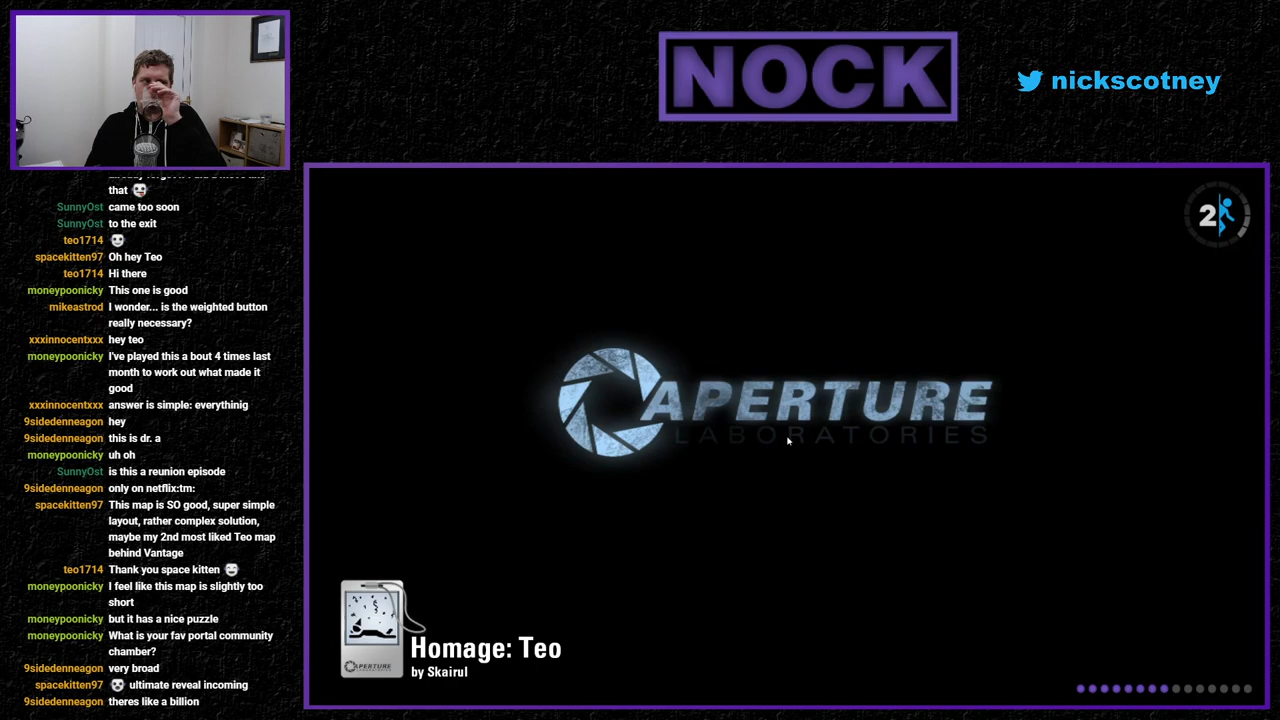 NOCK
nickscotney
that
SunnyOst came too soon
SunnyOst to the exit
teo1714
spacekitten97 Oh hey Teo
teo1714 Hi there
moneypoonicky This one is good
mikeastrod I wonder... is the weighted button
really necessary?
xxxinnocentxxx hey teo
moneypoonicky I've played this a bout 4 times last
month to work out what made it
good
xxxinnocentxxx answer is simple: everythinig
9sidedenneagon hey
9sidedenneagon this is dr. a
moneypoonicky uh oh
SunnyOst is this a reunion episode
9sidedenneagon only on netflix:tm:
spacekitten97 This map is SO good, super simple
layout, rather complex solution,
maybe my 2nd most liked Teo map
behind Vantage
teo1714 Thank you space kitten
moneypoonicky I feel like this map is slightly too
short
moneypoonicky but it has a nice puzzle
moneypoonicky What is your fav portal community
chamber?
9sidedenneagon very broad
spacekitten97 ultimate reveal incoming
9sidedenneagon theres like a billion
2
APERTURE
LABORATORIES
APERTURE
Homage: Teo
by Skairul